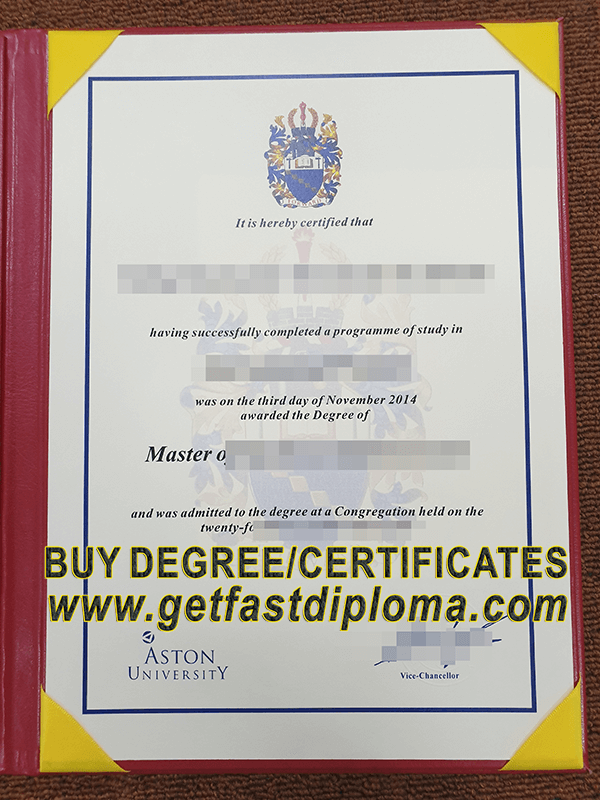 It is hereby certified that
having successfully completed a programme of study in
was on the third day of November 2014
awarded the Degree of
Master
and was admitted to the degree at a Congregation held on the
BUY DEGREE/CERTIFICATES
www.getfastdiploma.com
ASTON
UNIVERSITY
Vice-Chancellor